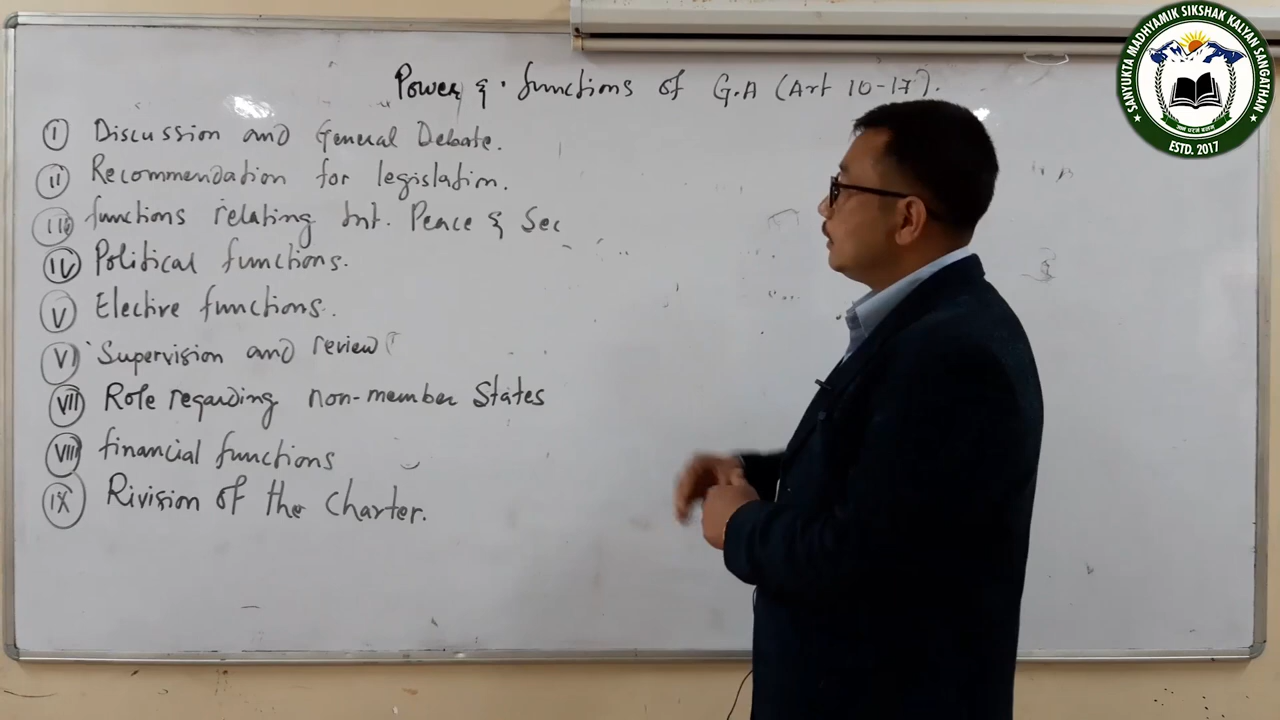 Power & functions of G.A (Art 10-17).
I Discussion and General Debate.
II Recommendation for legislation.
III functions relating Int. Peace & Sec
IV Political functions.
V Elective functions.
VI Supervision and review
VII Role regarding non-member States
VIII financial functions
IX Rivision of the Charter.
SANYUKTA MADHYAMIK SIKSHAK KALYAN SANGATHAN
ESTD. 2017